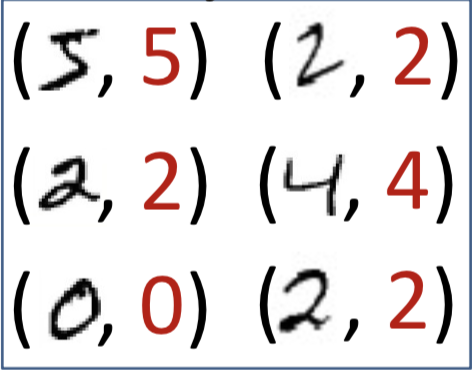 (5, 5) (2, 2)
(2, 2) (4, 4)
(0, 0) (2, 2)